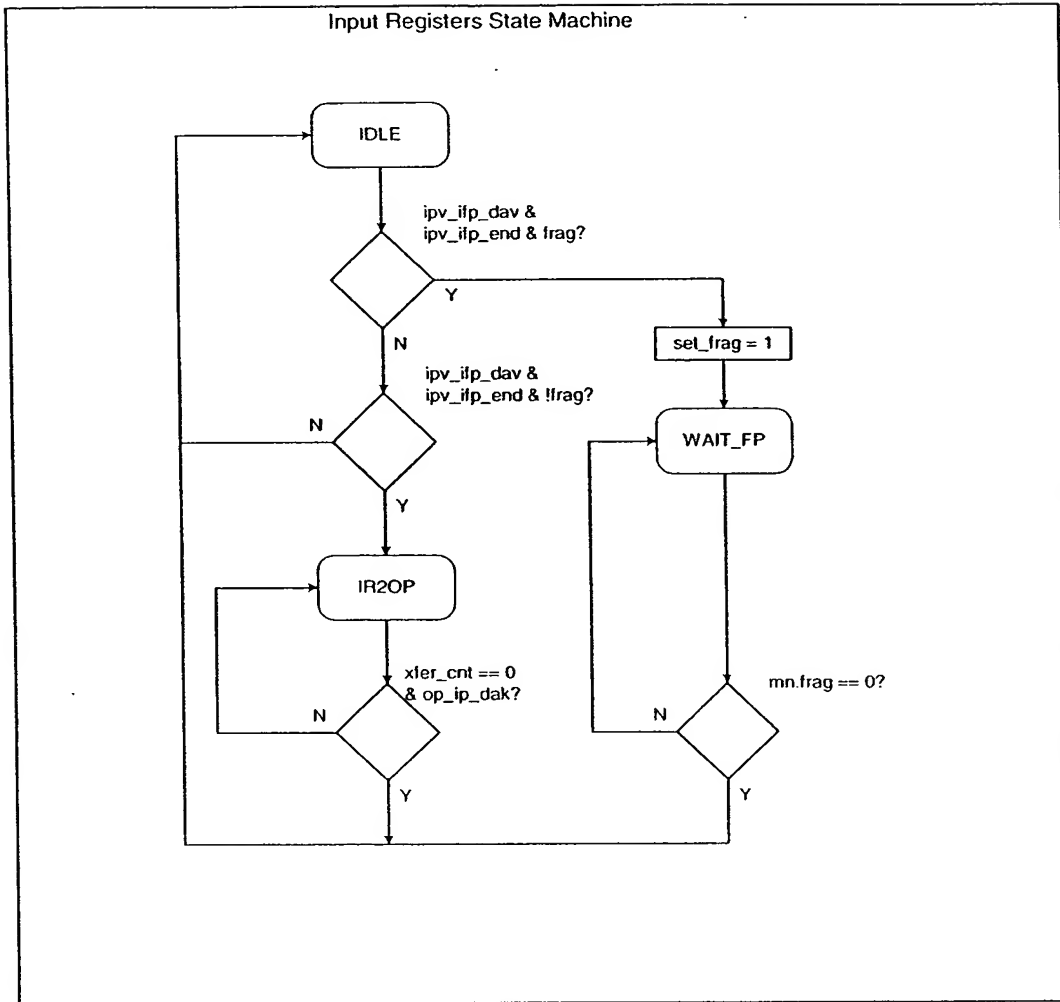 Input Registers State Machine
IDLE
ipv_ifp_dav &
ipv_ifp_end & frag?
Y
N
set_frag = 1
ipv_ifp_dav &
ipv_ifp_end & !frag?
N
WAIT_FP
Y
IR2OP
xfer_cnt == 0
& op_ip_dak?
mn.frag == 0?
N
N
Y
Y